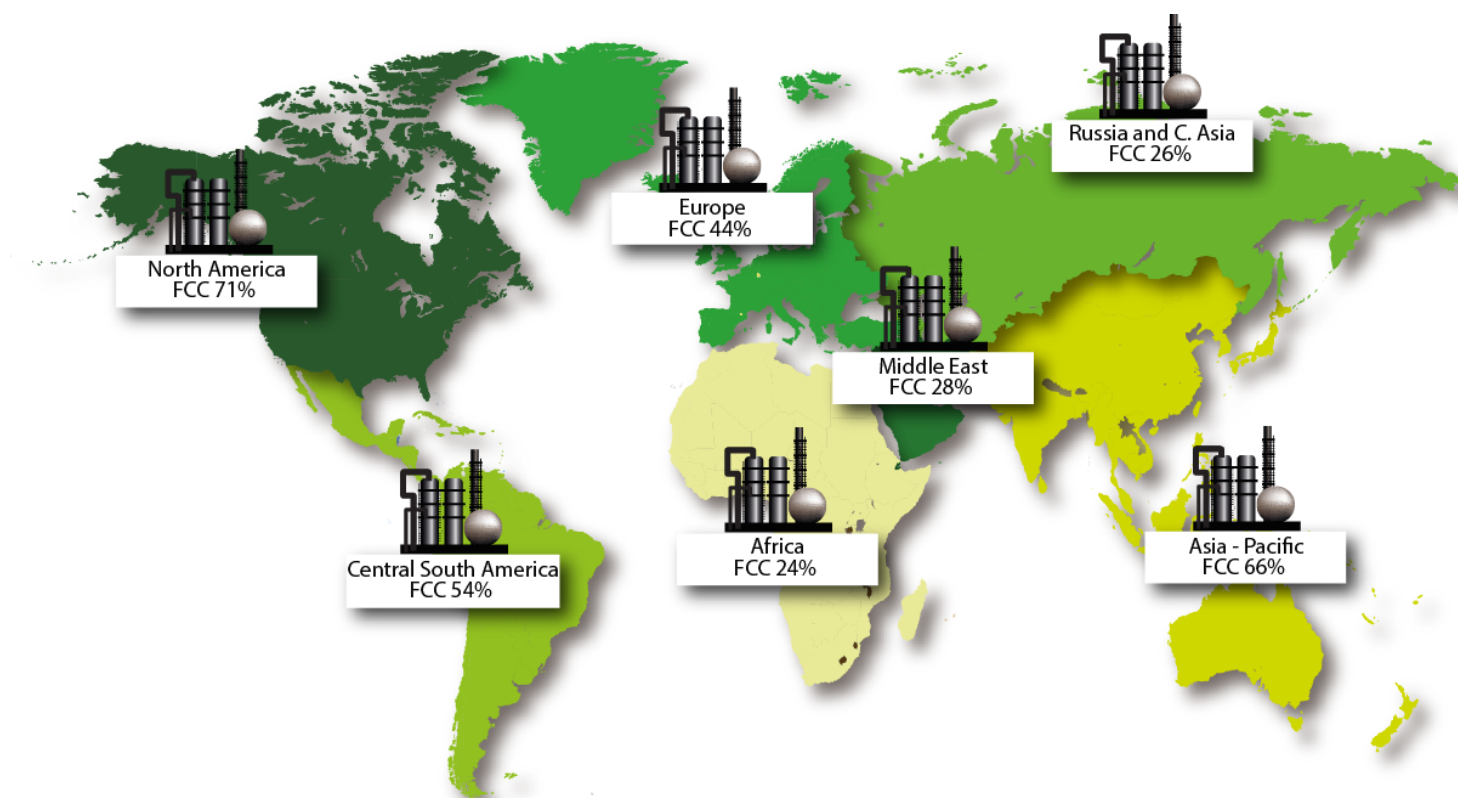 Russia and C. Asia
FCC 26%
Europe
FCC 44%
North America
FCC 71%
Middle East
FCC 28%
Africa
FCC 24%
Asia - Pacific
FCC 66%
Central South America
FCC 54%